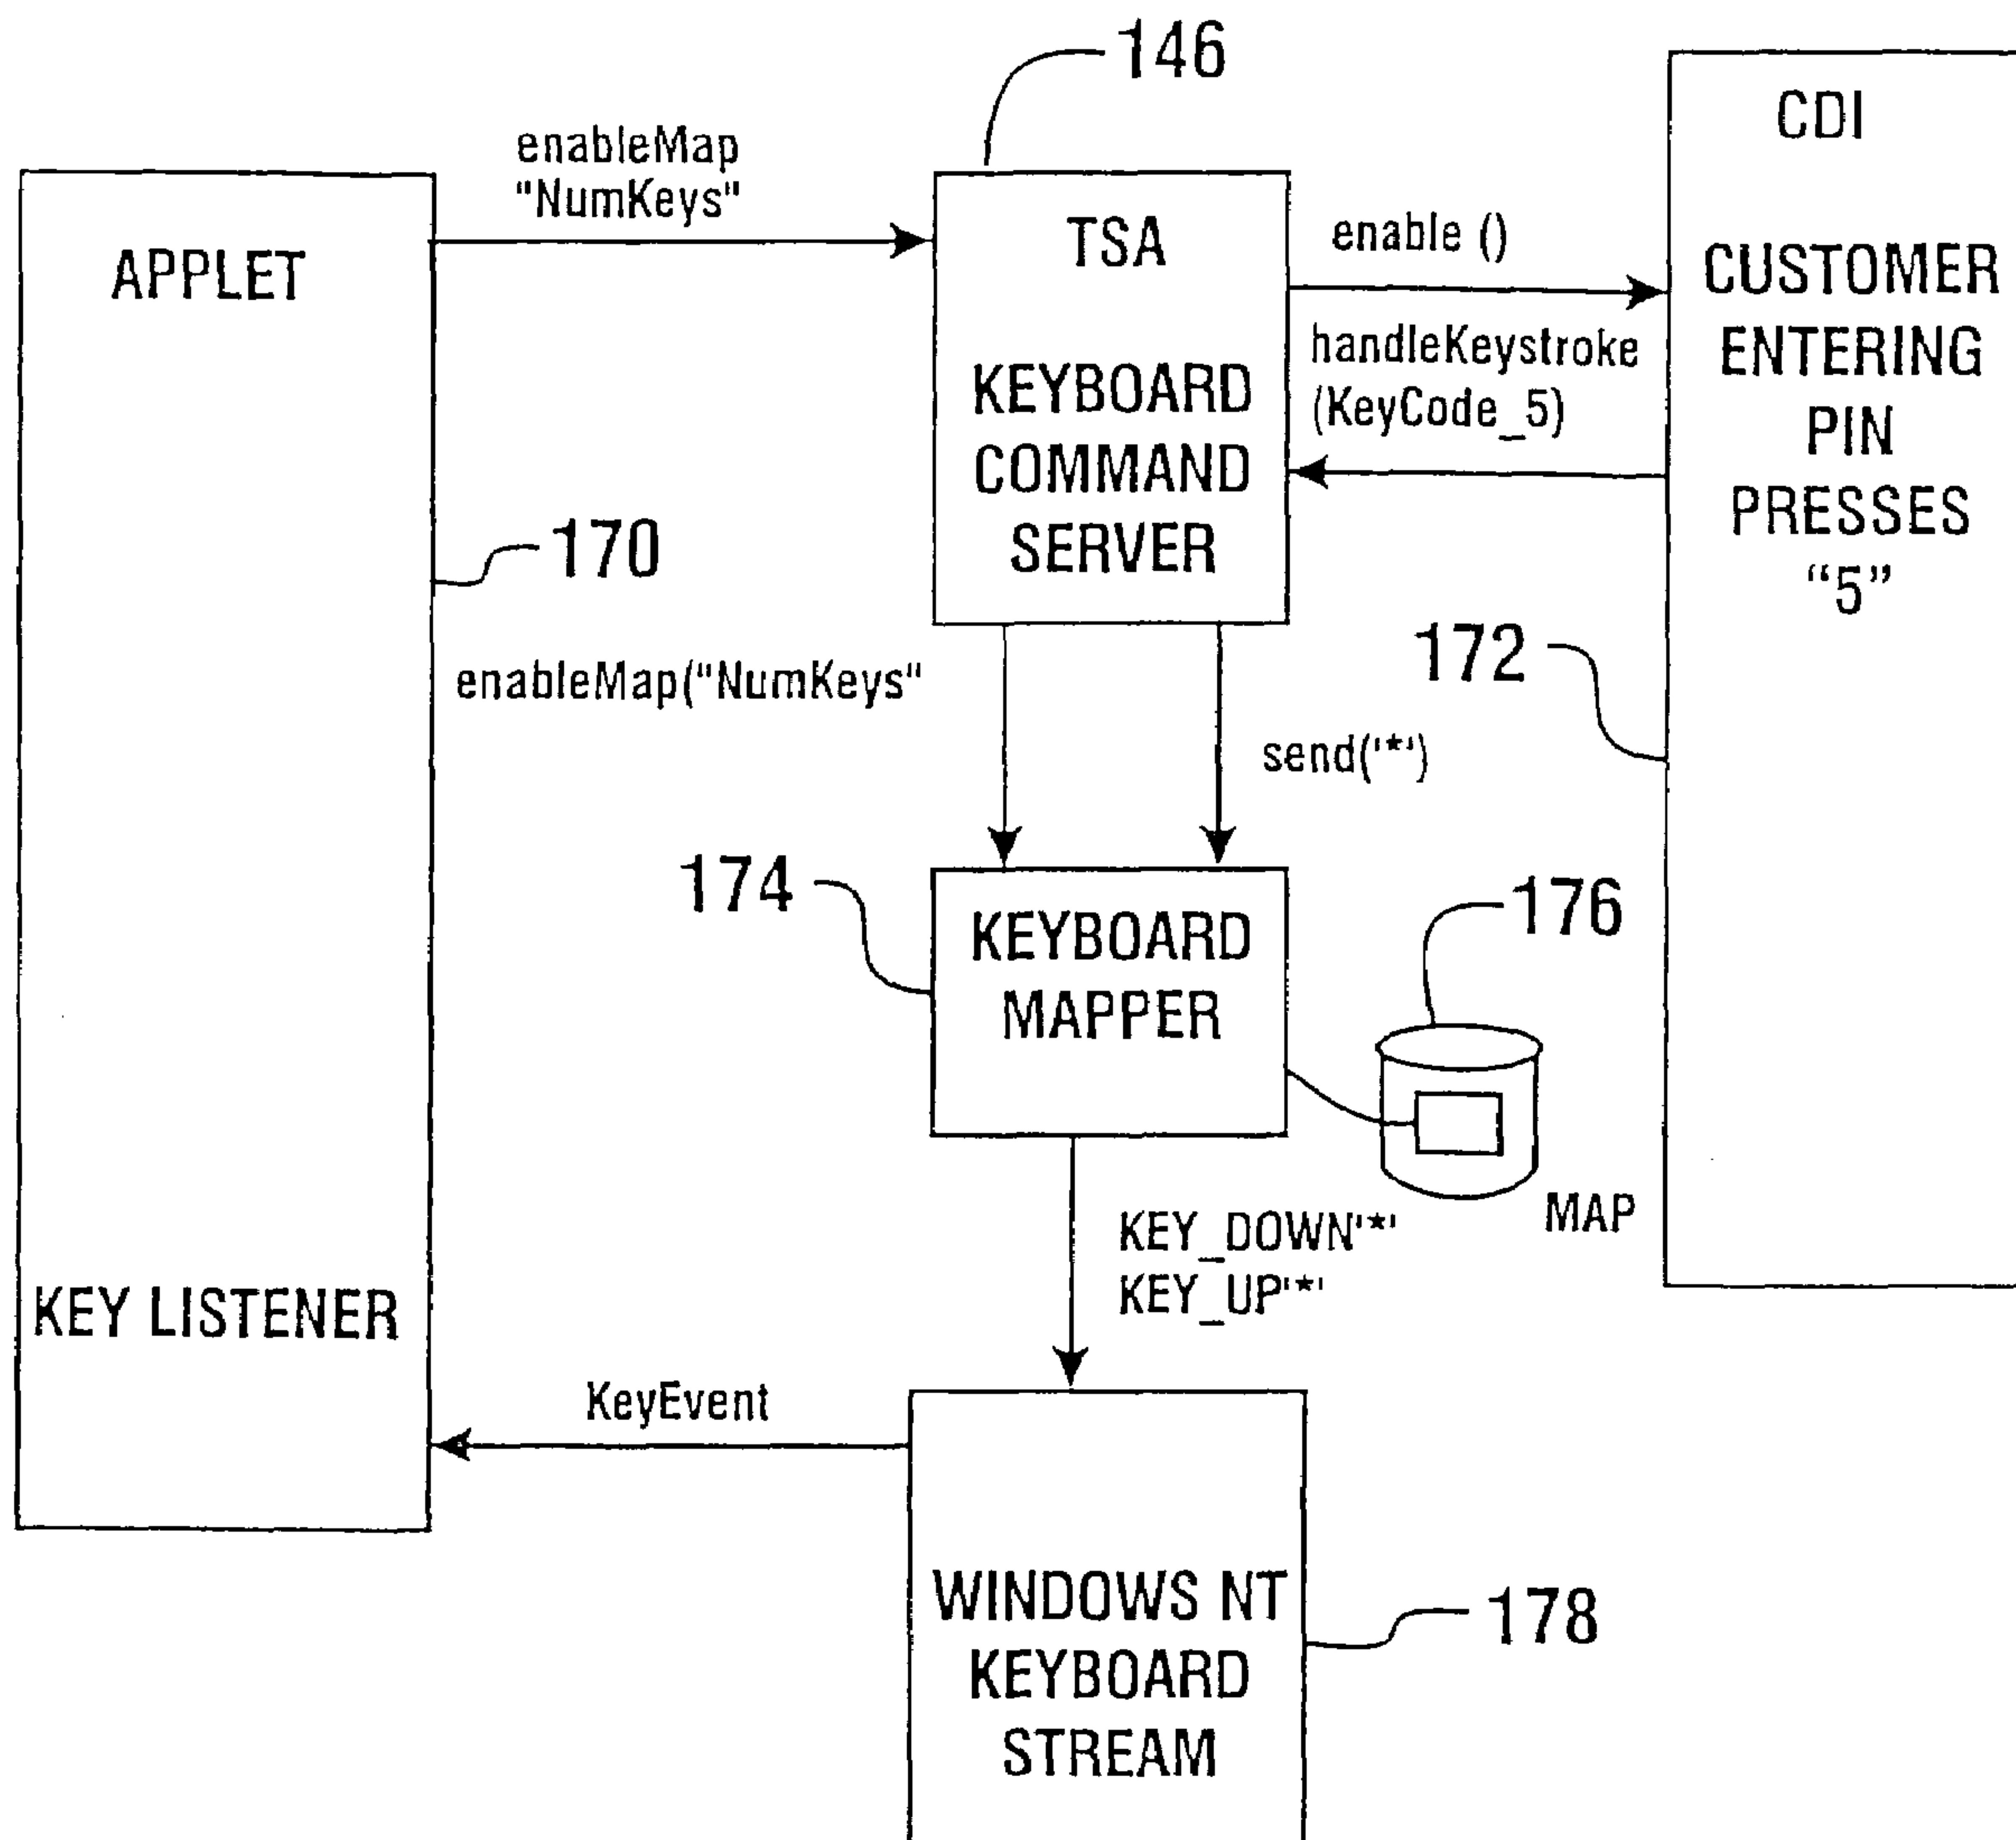 146
CDI
enableMap
"NumKeys"
APPLET
TSA
enable ()
CUSTOMER
ENTERING
PIN
PRESSES
“5”
handleKeystroke
(KeyCode_5)
KEYBOARD
COMMAND
SERVER
170
172
enableMap("NumKeys"
send('*')
174
KEYBOARD
MAPPER
176
MAP
KEY_DOWN'*'
KEY_UP'*'
KEY LISTENER
KeyEvent
WINDOWS NT
KEYBOARD
STREAM
178